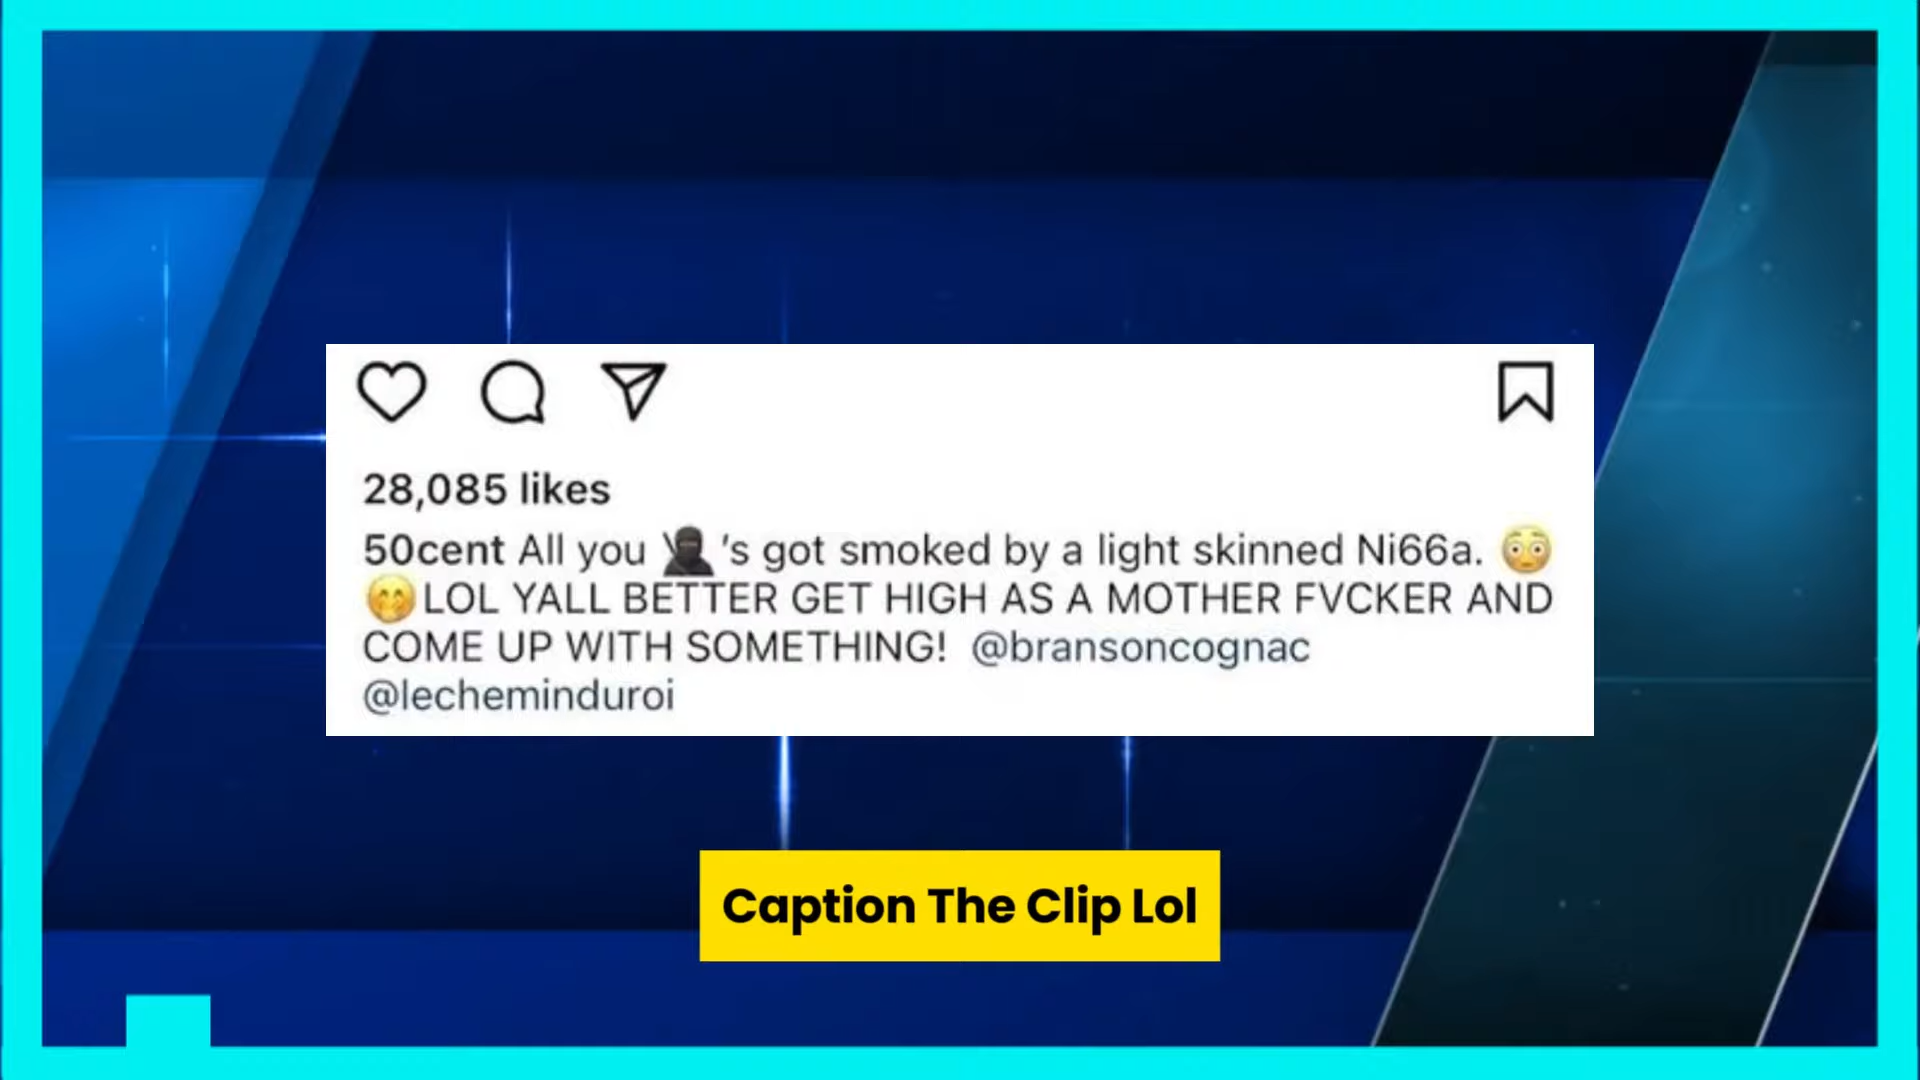 28,085 likes
50cent All you 🥷🏿's got smoked by a light skinned Ni66a. 😳
🤭LOL YALL BETTER GET HIGH AS A MOTHER FVCKER AND
COME UP WITH SOMETHING! @bransoncognac
@lecheminduroi
Caption The Clip Lol